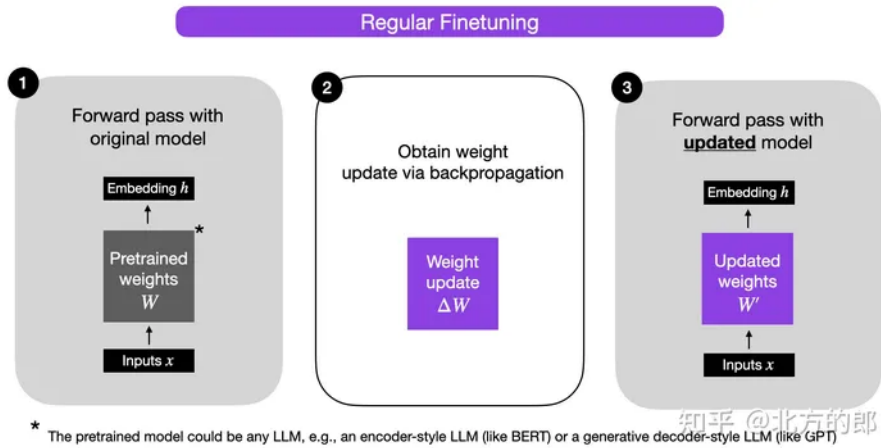 Regular Finetuning
1
Forward pass with
original model
Embedding h
*
Pretrained
weights
W
Inputs x
2
Obtain weight
update via backpropagation
Weight
update
ΔW
3
Forward pass with
updated model
Embedding h
Updated
weights
W′
Inputs x
* The pretrained model could be any LLM, e.g., an encoder-style LLM (like BERT) or a generative decoder-style LLM (like GPT)
知乎 @北方的郎